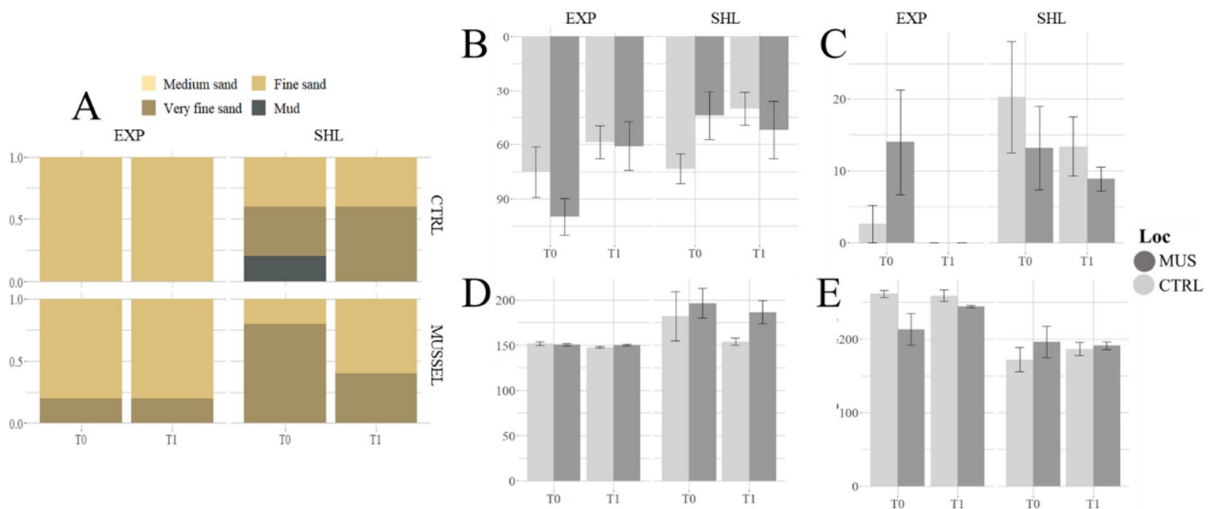 A
Medium sand
Fine sand
Very fine sand
Mud
EXP
SHL
1.0
0.5
0.0
CTRL
1.0
0.5
0.0
MUSSEL
T0
T1
T0
T1
B
EXP
SHL
0
30
60
90
T0
T1
T0
T1
C
EXP
SHL
20
10
0
T0
T1
T0
T1
D
200
150
100
50
0
T0
T1
T0
T1
E
200
100
0
T0
T1
T0
T1
Loc
MUS
CTRL